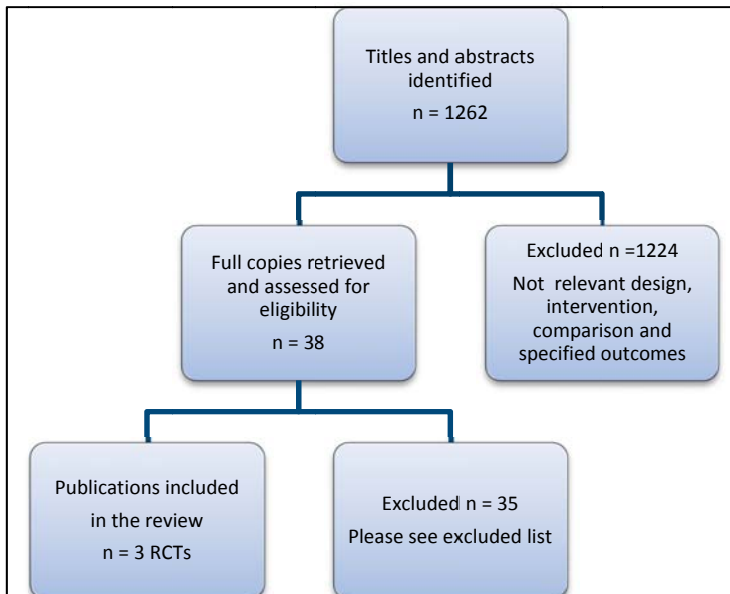 Titles and abstracts
identified
n = 1262
Full copies retrieved
and assessed for
eligibility
n = 38
Excluded n =1224
Not  relevant design,
intervention,
comparison and
specified outcomes
Publications included
in the review
n = 3 RCTs
Excluded n = 35
Please see excluded list